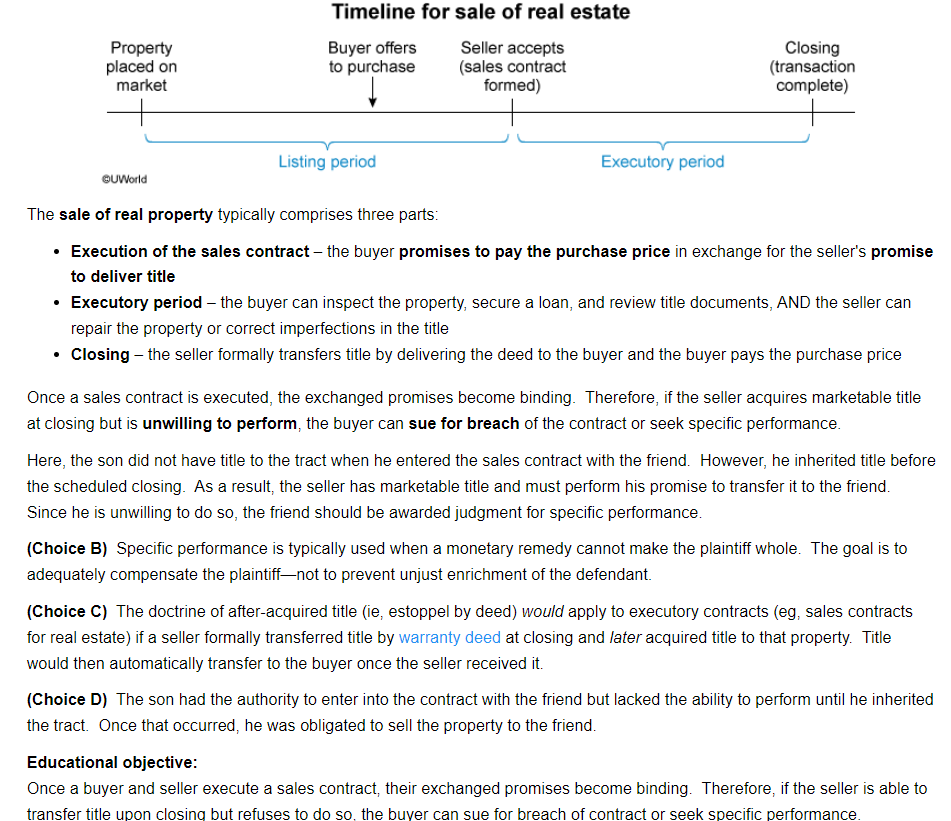 Timeline for sale of real estate
Property
placed on
market
Buyer offers
to purchase
Seller accepts
(sales contract
formed)
Closing
(transaction
complete)
Listing period
Executory period
©UWorld
The sale of real property typically comprises three parts:
• Execution of the sales contract – the buyer promises to pay the purchase price in exchange for the seller's promise
to deliver title
• Executory period – the buyer can inspect the property, secure a loan, and review title documents, AND the seller can
repair the property or correct imperfections in the title
• Closing – the seller formally transfers title by delivering the deed to the buyer and the buyer pays the purchase price
Once a sales contract is executed, the exchanged promises become binding.  Therefore, if the seller acquires marketable title
at closing but is unwilling to perform, the buyer can sue for breach of the contract or seek specific performance.
Here, the son did not have title to the tract when he entered the sales contract with the friend.  However, he inherited title before
the scheduled closing.  As a result, the seller has marketable title and must perform his promise to transfer it to the friend.
Since he is unwilling to do so, the friend should be awarded judgment for specific performance.
(Choice B)  Specific performance is typically used when a monetary remedy cannot make the plaintiff whole.  The goal is to
adequately compensate the plaintiff—not to prevent unjust enrichment of the defendant.
(Choice C)  The doctrine of after-acquired title (ie, estoppel by deed) would apply to executory contracts (eg, sales contracts
for real estate) if a seller formally transferred title by warranty deed at closing and later acquired title to that property.  Title
would then automatically transfer to the buyer once the seller received it.
(Choice D)  The son had the authority to enter into the contract with the friend but lacked the ability to perform until he inherited
the tract.  Once that occurred, he was obligated to sell the property to the friend.
Educational objective:
Once a buyer and seller execute a sales contract, their exchanged promises become binding.  Therefore, if the seller is able to
transfer title upon closing but refuses to do so, the buyer can sue for breach of contract or seek specific performance.